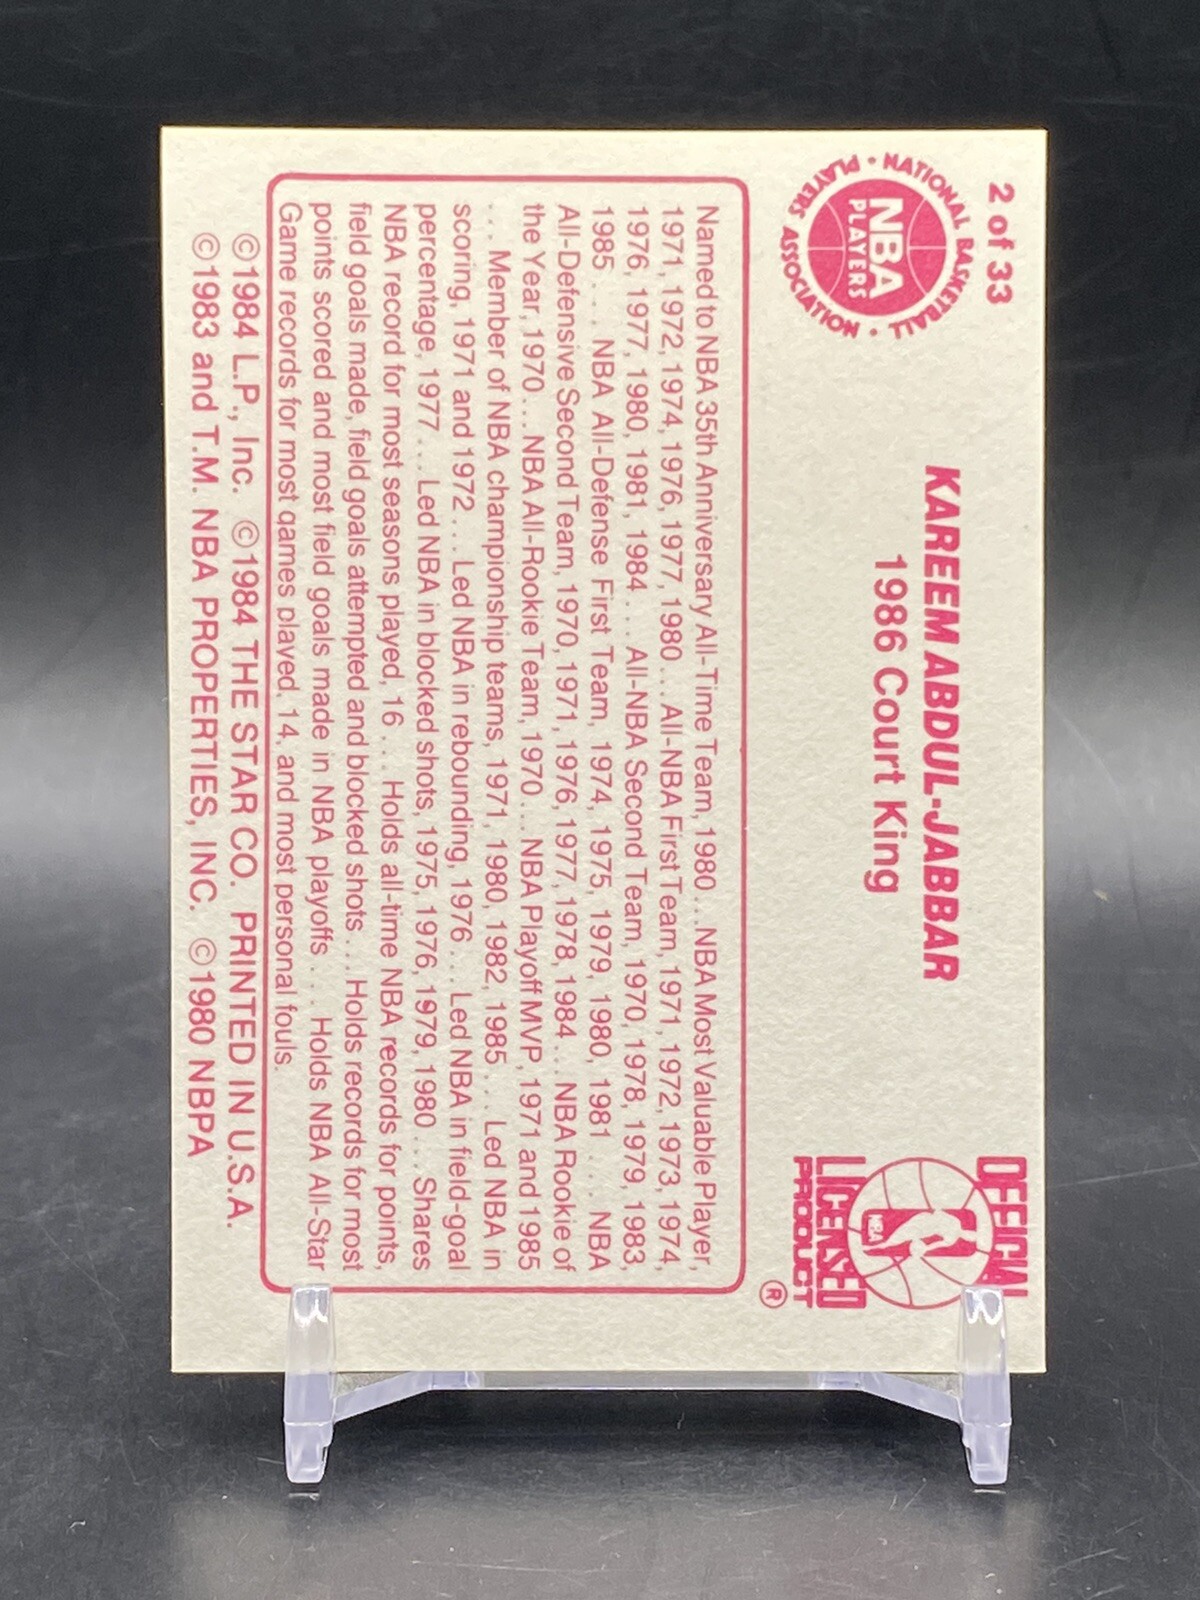 2 of 33
NATIONAL BASKETBALL • PLAYERS ASSOCIATION •
NBA
PLAYERS
KAREEM ABDUL-JABBAR
1986 Court King
OFFICIAL
NBA
LICENSED
PRODUCT
®
Named to NBA 35th Anniversary All-Time Team, 1980 ... NBA Most Valuable Player,
1971, 1972, 1974, 1976, 1977, 1980 ... All-NBA First Team, 1971, 1972, 1973, 1974,
1976, 1977, 1980, 1981, 1984 ... All-NBA Second Team, 1970, 1978, 1979, 1983,
1985 ... NBA All-Defense First Team, 1974, 1975, 1979, 1980, 1981 ... NBA
All-Defensive Second Team, 1970, 1971, 1976, 1977, 1978, 1984 ... NBA Rookie of
the Year, 1970 ... NBA All-Rookie Team, 1970 ... NBA Playoff MVP, 1971 and 1985
... Member of NBA championship teams, 1971, 1980, 1982, 1985 ... Led NBA in
scoring, 1971 and 1972 ... Led NBA in rebounding, 1976 ... Led NBA in field-goal
percentage, 1977 ... Led NBA in blocked shots, 1975, 1976, 1979, 1980 ... Shares
NBA record for most seasons played, 16 ... Holds all-time NBA records for points,
field goals made, field goals attempted and blocked shots ... Holds records for most
points scored and most field goals made in NBA playoffs ... Holds NBA All-Star
Game records for most games played, 14, and most personal fouls.
©1984 L.P., Inc. ©1984 THE STAR CO. PRINTED IN U.S.A.
©1983 and T.M. NBA PROPERTIES, INC. ©1980 NBPA